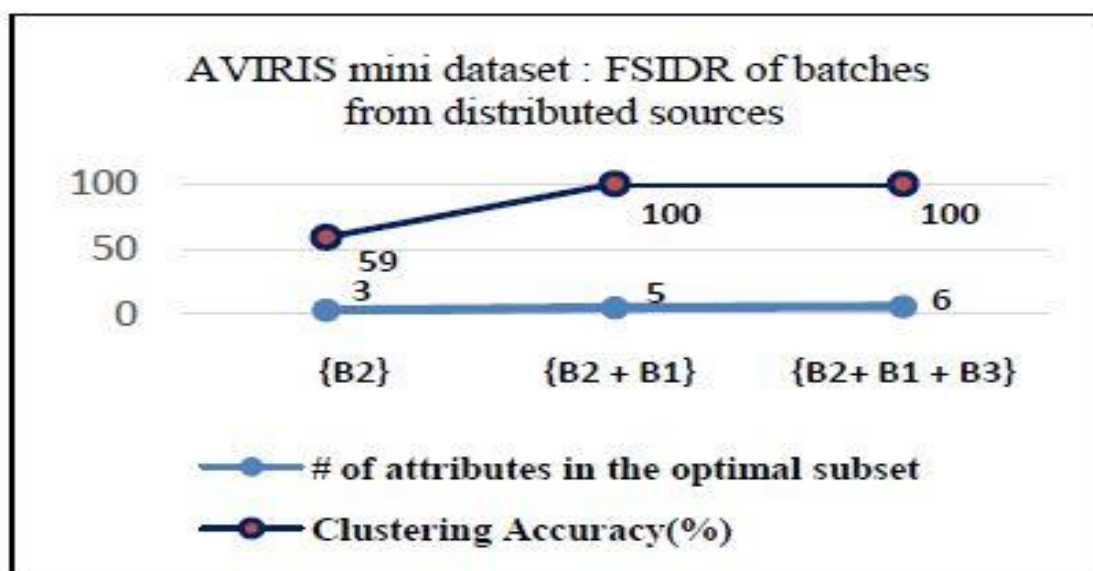 AVIRIS mini dataset : FSIDR of batches
from distributed sources
100
50
0
59
3
100
5
100
6
{B2}
{B2 + B1}
{B2+ B1 + B3}
# of attributes in the optimal subset
Clustering Accuracy(%)